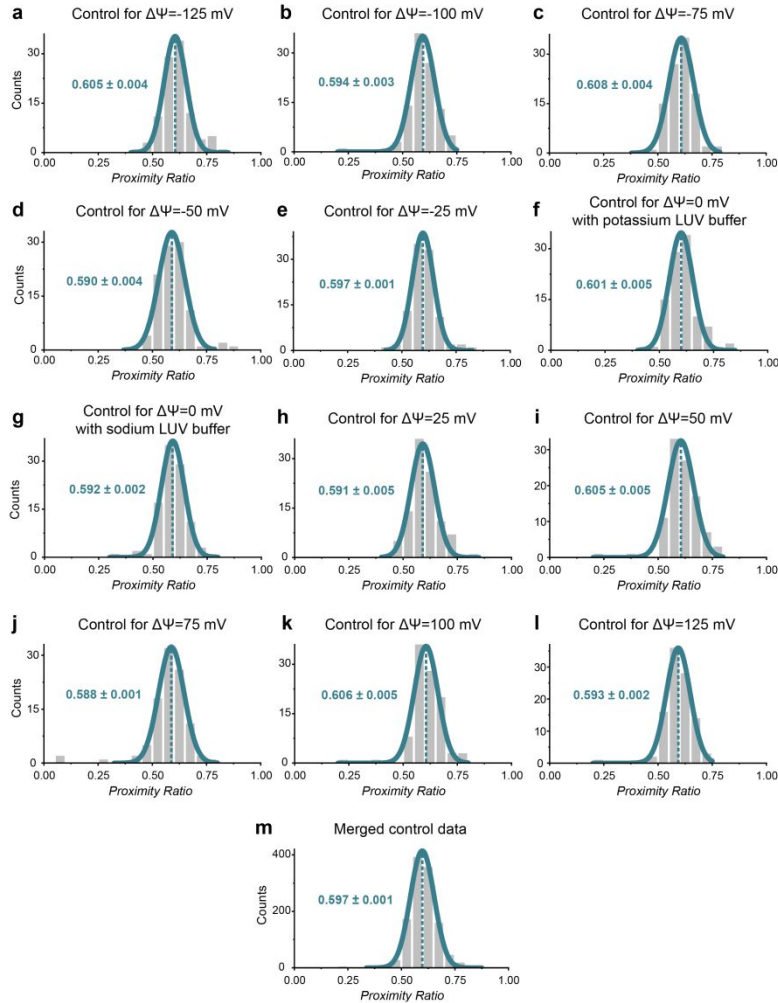 a Control for ΔΨ=-125 mV
Counts
30
15
0
0.605 ± 0.004
0.00 0.25 0.50 0.75 1.00
Proximity Ratio
b Control for ΔΨ=-100 mV
30
15
0
0.594 ± 0.003
0.00 0.25 0.50 0.75 1.00
Proximity Ratio
c Control for ΔΨ=-75 mV
30
15
0
0.608 ± 0.004
0.00 0.25 0.50 0.75 1.00
Proximity Ratio
d Control for ΔΨ=-50 mV
Counts
30
15
0
0.590 ± 0.004
0.00 0.25 0.50 0.75 1.00
Proximity Ratio
e Control for ΔΨ=-25 mV
30
15
0
0.597 ± 0.001
0.00 0.25 0.50 0.75 1.00
Proximity Ratio
f Control for ΔΨ=0 mV
with potassium LUV buffer
30
15
0
0.601 ± 0.005
0.00 0.25 0.50 0.75 1.00
Proximity Ratio
g Control for ΔΨ=0 mV
with sodium LUV buffer
Counts
30
15
0
0.592 ± 0.002
0.00 0.25 0.50 0.75 1.00
Proximity Ratio
h Control for ΔΨ=25 mV
30
15
0
0.591 ± 0.005
0.00 0.25 0.50 0.75 1.00
Proximity Ratio
i Control for ΔΨ=50 mV
30
20
10
0
0.605 ± 0.005
0.00 0.25 0.50 0.75 1.00
Proximity Ratio
j Control for ΔΨ=75 mV
Counts
30
15
0
0.588 ± 0.001
0.00 0.25 0.50 0.75 1.00
Proximity Ratio
k Control for ΔΨ=100 mV
30
15
0
0.606 ± 0.005
0.00 0.25 0.50 0.75 1.00
Proximity Ratio
l Control for ΔΨ=125 mV
30
20
10
0
0.593 ± 0.002
0.00 0.25 0.50 0.75 1.00
Proximity Ratio
m Merged control data
Counts
400
200
0
0.597 ± 0.001
0.00 0.25 0.50 0.75 1.00
Proximity Ratio